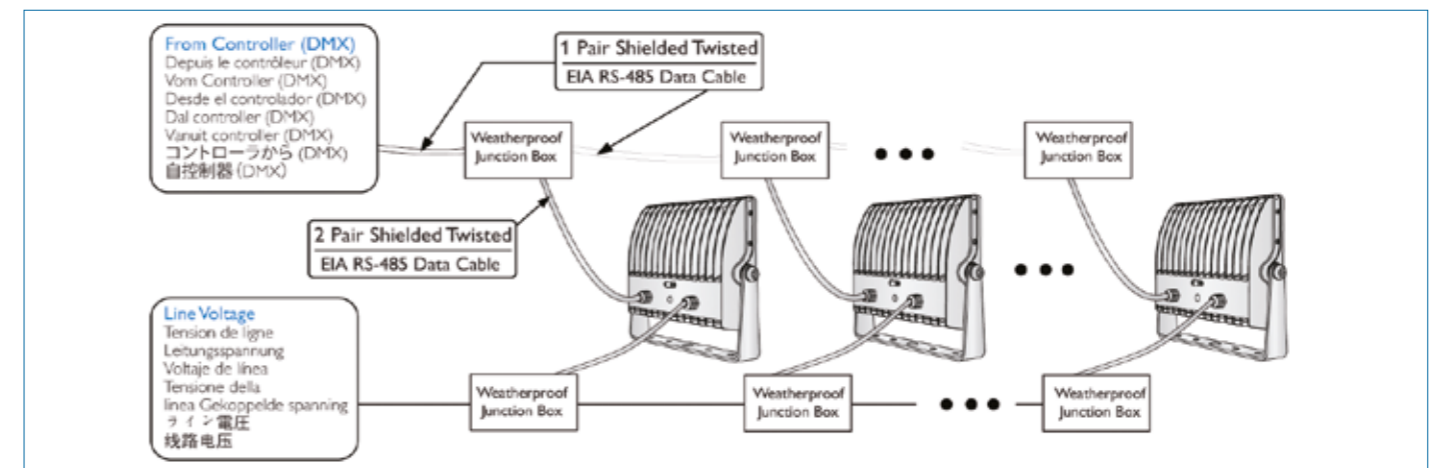 From Controller (DMX)
Depuis le contrôleur (DMX)
Vom Controller (DMX)
Desde el controlador (DMX)
Dal controller (DMX)
Vanuit controller (DMX)
コントローラから (DMX)
自控制器 (DMX)
1 Pair Shielded Twisted
EIA RS-485 Data Cable
Weatherproof
Junction Box
Weatherproof
Junction Box
Weatherproof
Junction Box
2 Pair Shielded Twisted
EIA RS-485 Data Cable
Line Voltage
Tension de ligne
Leitungsspannung
Voltaje de línea
Tensione della
linea Gekoppelde spanning
ライン電圧
线路电压
Weatherproof
Junction Box
Weatherproof
Junction Box
Weatherproof
Junction Box